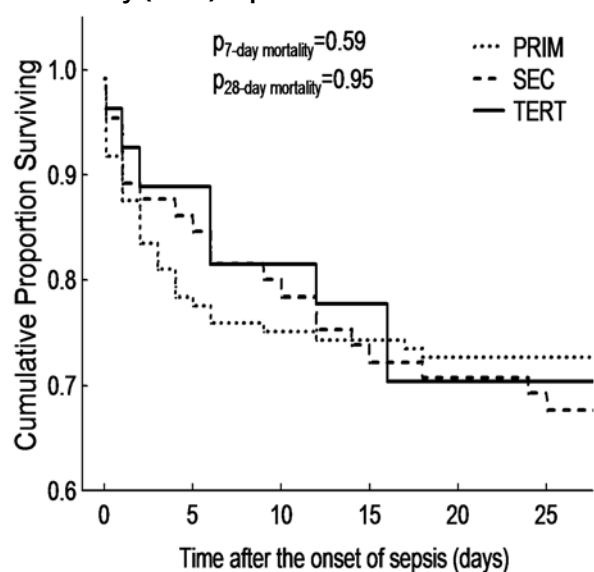 p7-day mortality=0.59
p28-day mortality=0.95
PRIM
SEC
TERT
Cumulative Proportion Surviving
1.0
0.9
0.8
0.7
0.6
0 5 10 15 20 25
Time after the onset of sepsis (days)